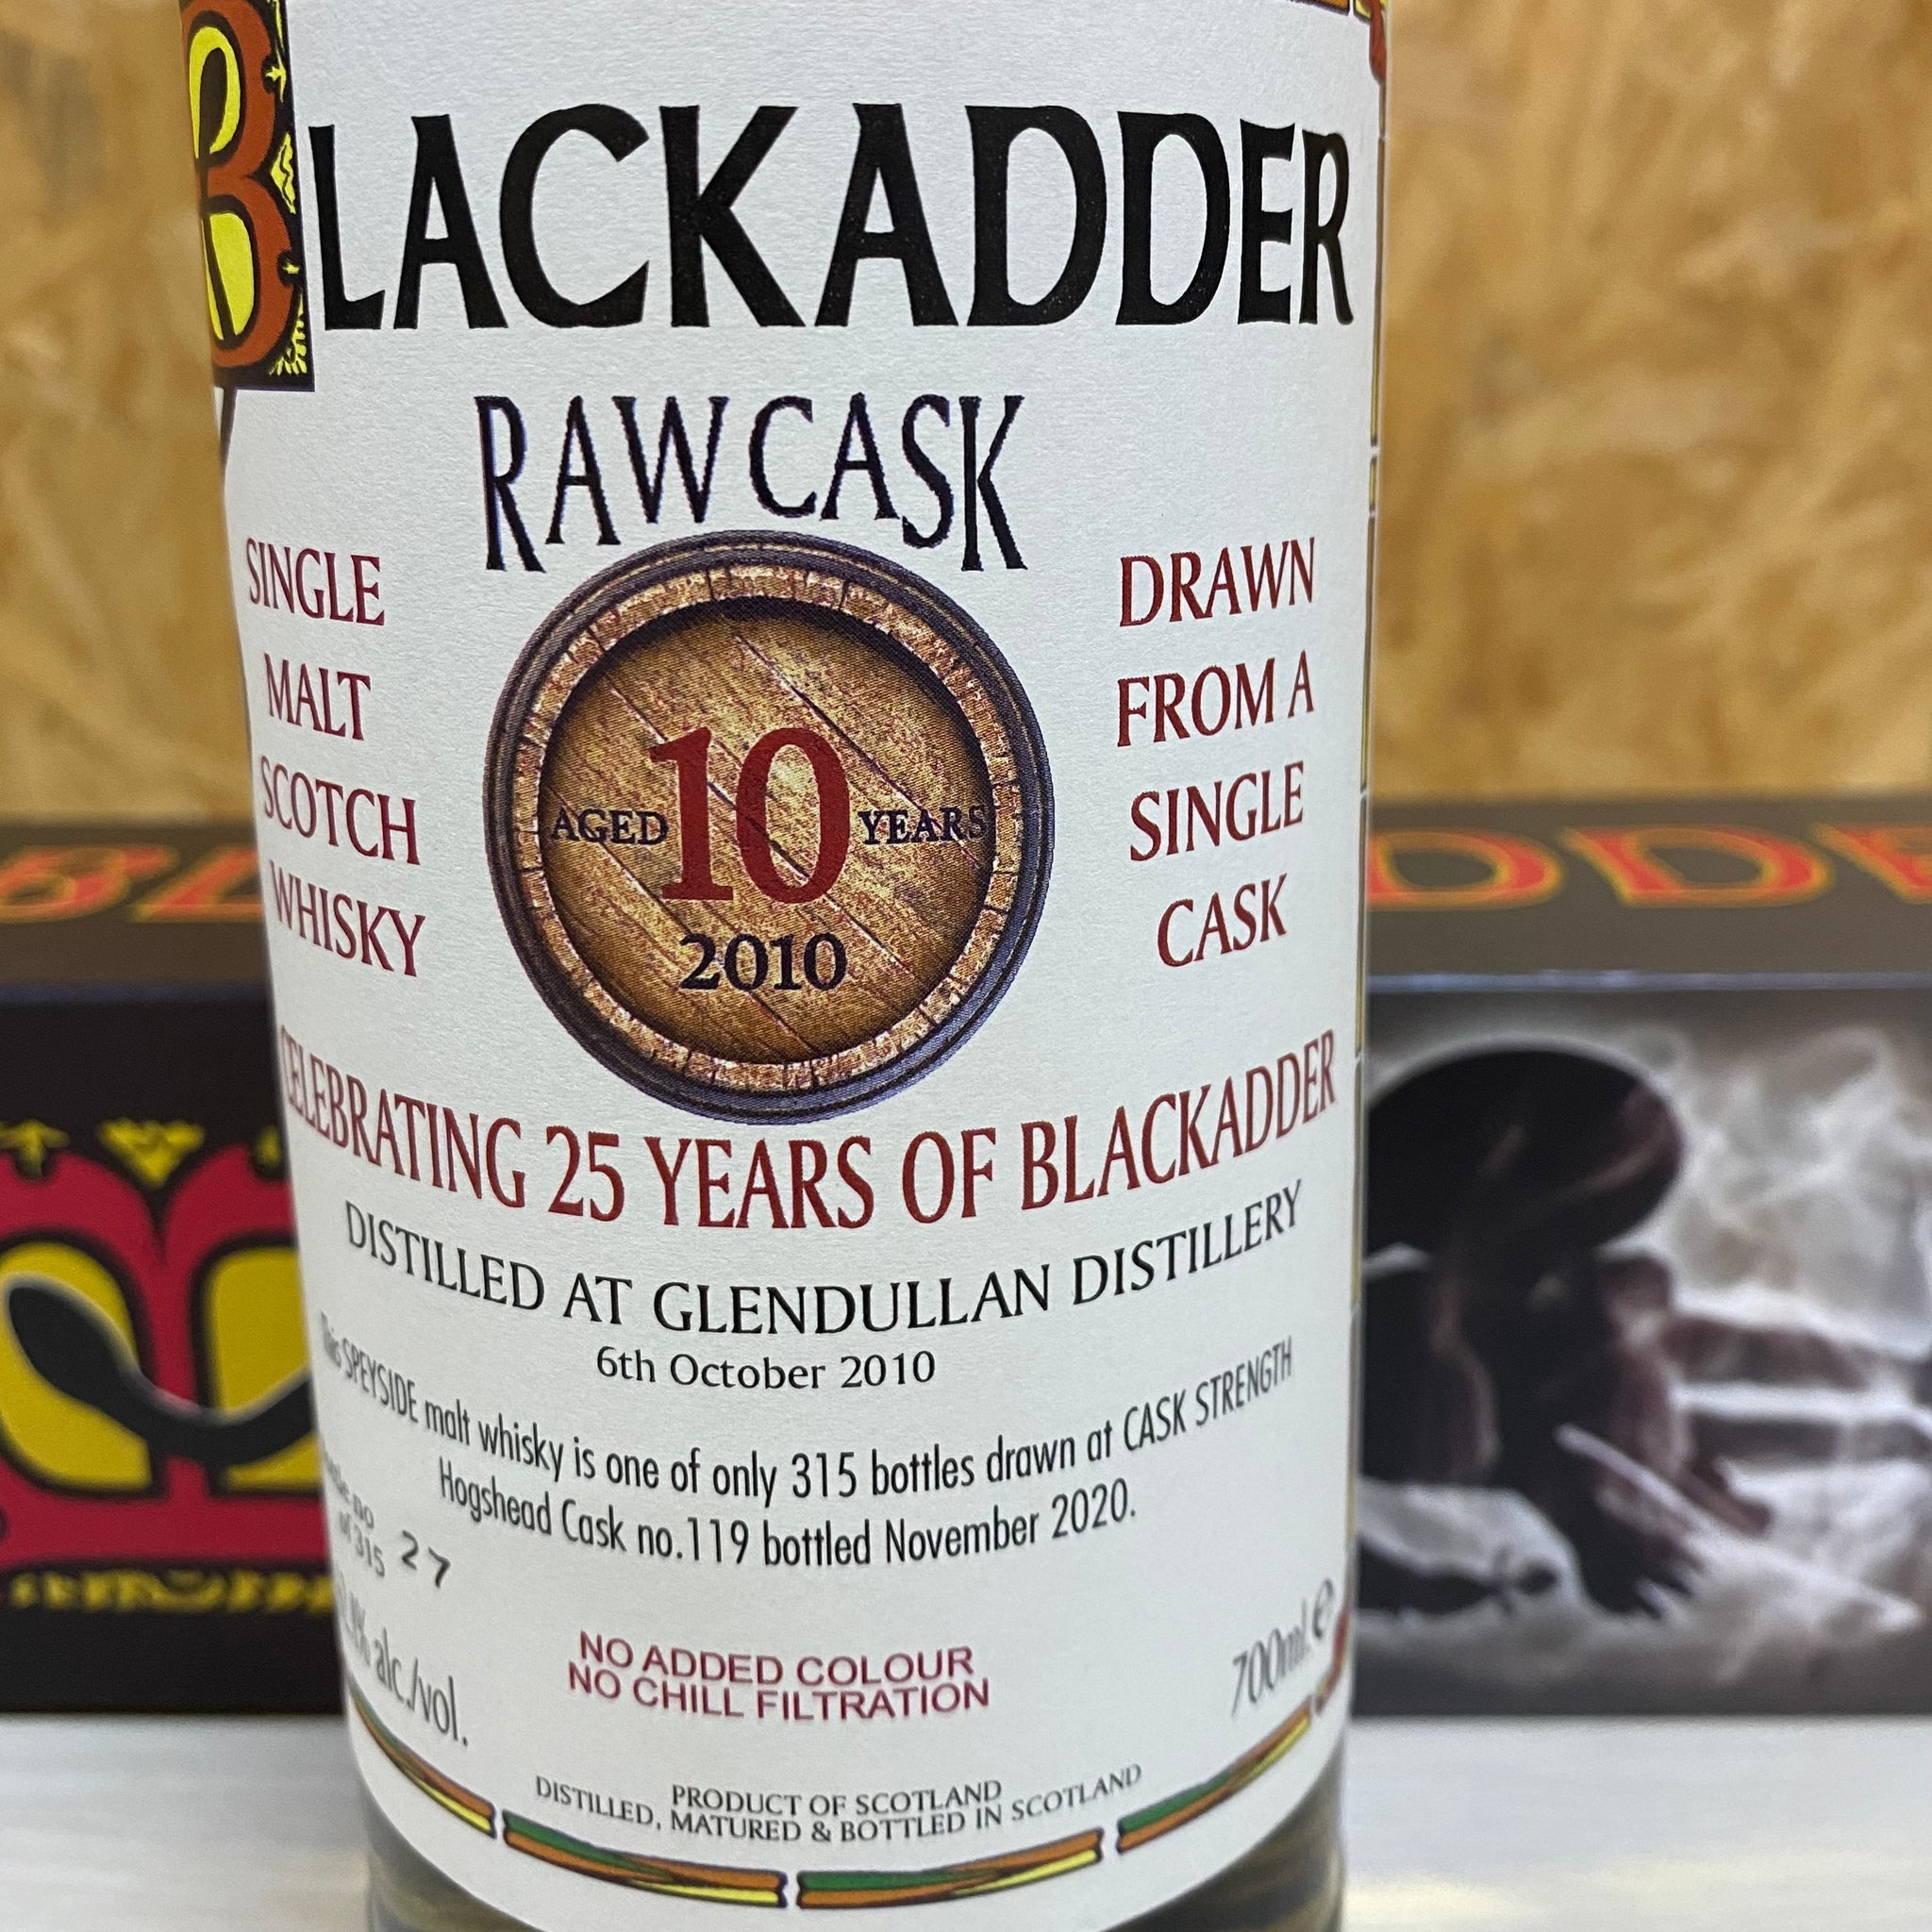 BLACKADDER
RAW CASK
SINGLE
MALT
SCOTCH
WHISKY
AGED 10 YEARS
2010
DRAWN
FROM A
SINGLE
CASK
CELEBRATING 25 YEARS OF BLACKADDER
DISTILLED AT GLENDULLAN DISTILLERY
6th October 2010
This SPEYSIDE malt whisky is one of only 315 bottles drawn at CASK STRENGTH
Hogshead Cask no.119 bottled November 2020.
no
of 315 27
alc./vol.
700ml.e
NO ADDED COLOUR
NO CHILL FILTRATION
PRODUCT OF SCOTLAND
DISTILLED, MATURED & BOTTLED IN SCOTLAND